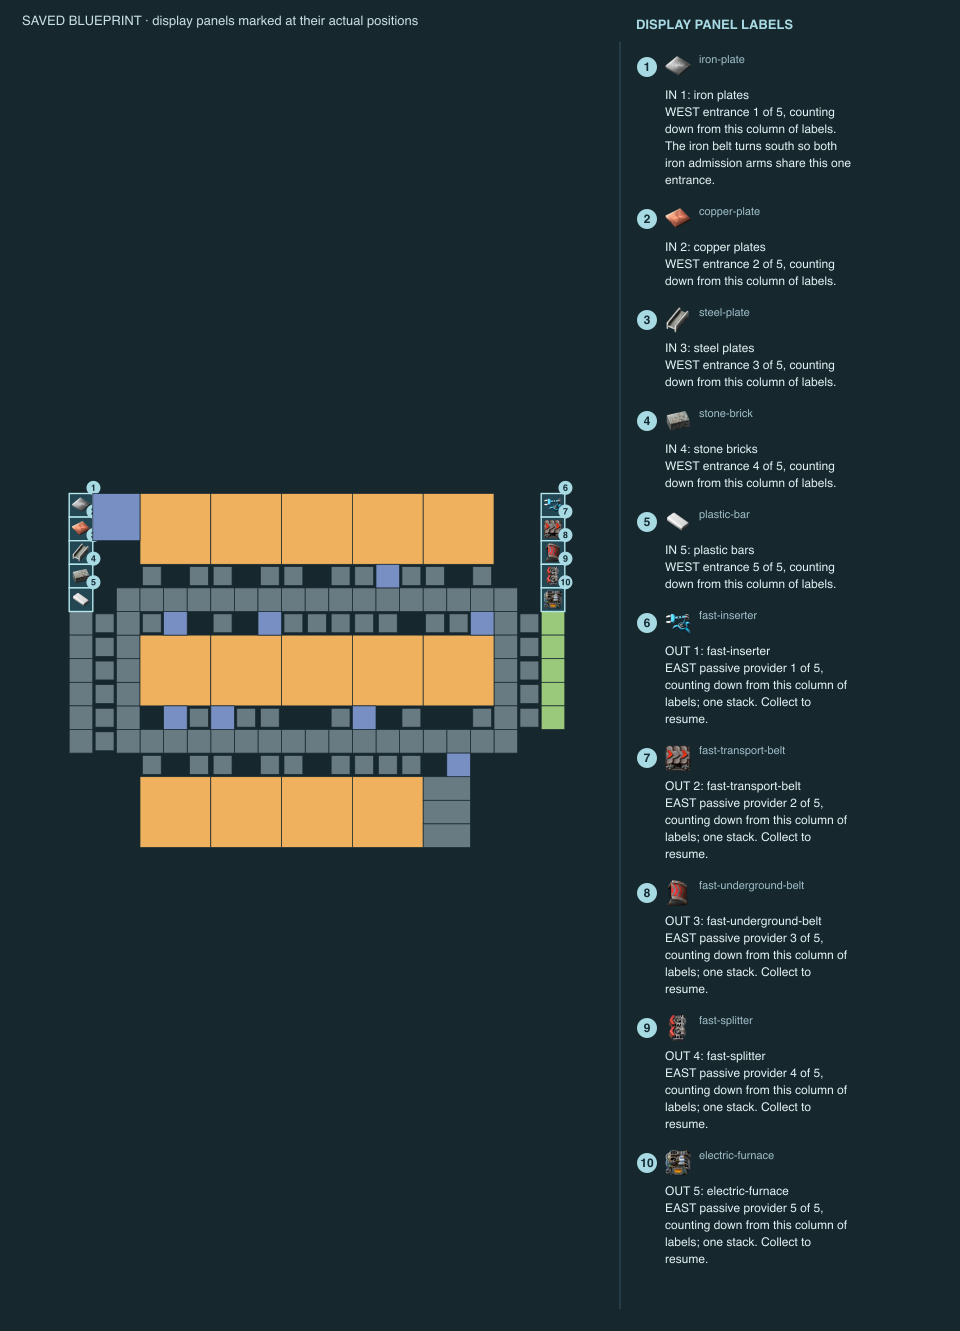 SAVED BLUEPRINT · display panels marked at their actual positions
DISPLAY PANEL LABELS
1
iron-plate
IN 1: iron plates
WEST entrance 1 of 5, counting
down from this column of labels.
The iron belt turns south so both
iron admission arms share this one
entrance.
2
copper-plate
IN 2: copper plates
WEST entrance 2 of 5, counting
down from this column of labels.
3
steel-plate
IN 3: steel plates
WEST entrance 3 of 5, counting
down from this column of labels.
4
stone-brick
IN 4: stone bricks
WEST entrance 4 of 5, counting
down from this column of labels.
5
plastic-bar
IN 5: plastic bars
WEST entrance 5 of 5, counting
down from this column of labels.
6
fast-inserter
OUT 1: fast-inserter
EAST passive provider 1 of 5,
counting down from this column of
labels; one stack. Collect to
resume.
7
fast-transport-belt
OUT 2: fast-transport-belt
EAST passive provider 2 of 5,
counting down from this column of
labels; one stack. Collect to
resume.
8
fast-underground-belt
OUT 3: fast-underground-belt
EAST passive provider 3 of 5,
counting down from this column of
labels; one stack. Collect to
resume.
9
fast-splitter
OUT 4: fast-splitter
EAST passive provider 4 of 5,
counting down from this column of
labels; one stack. Collect to
resume.
10
electric-furnace
OUT 5: electric-furnace
EAST passive provider 5 of 5,
counting down from this column of
labels; one stack. Collect to
resume.
1
4
5
6
7
8
9
10